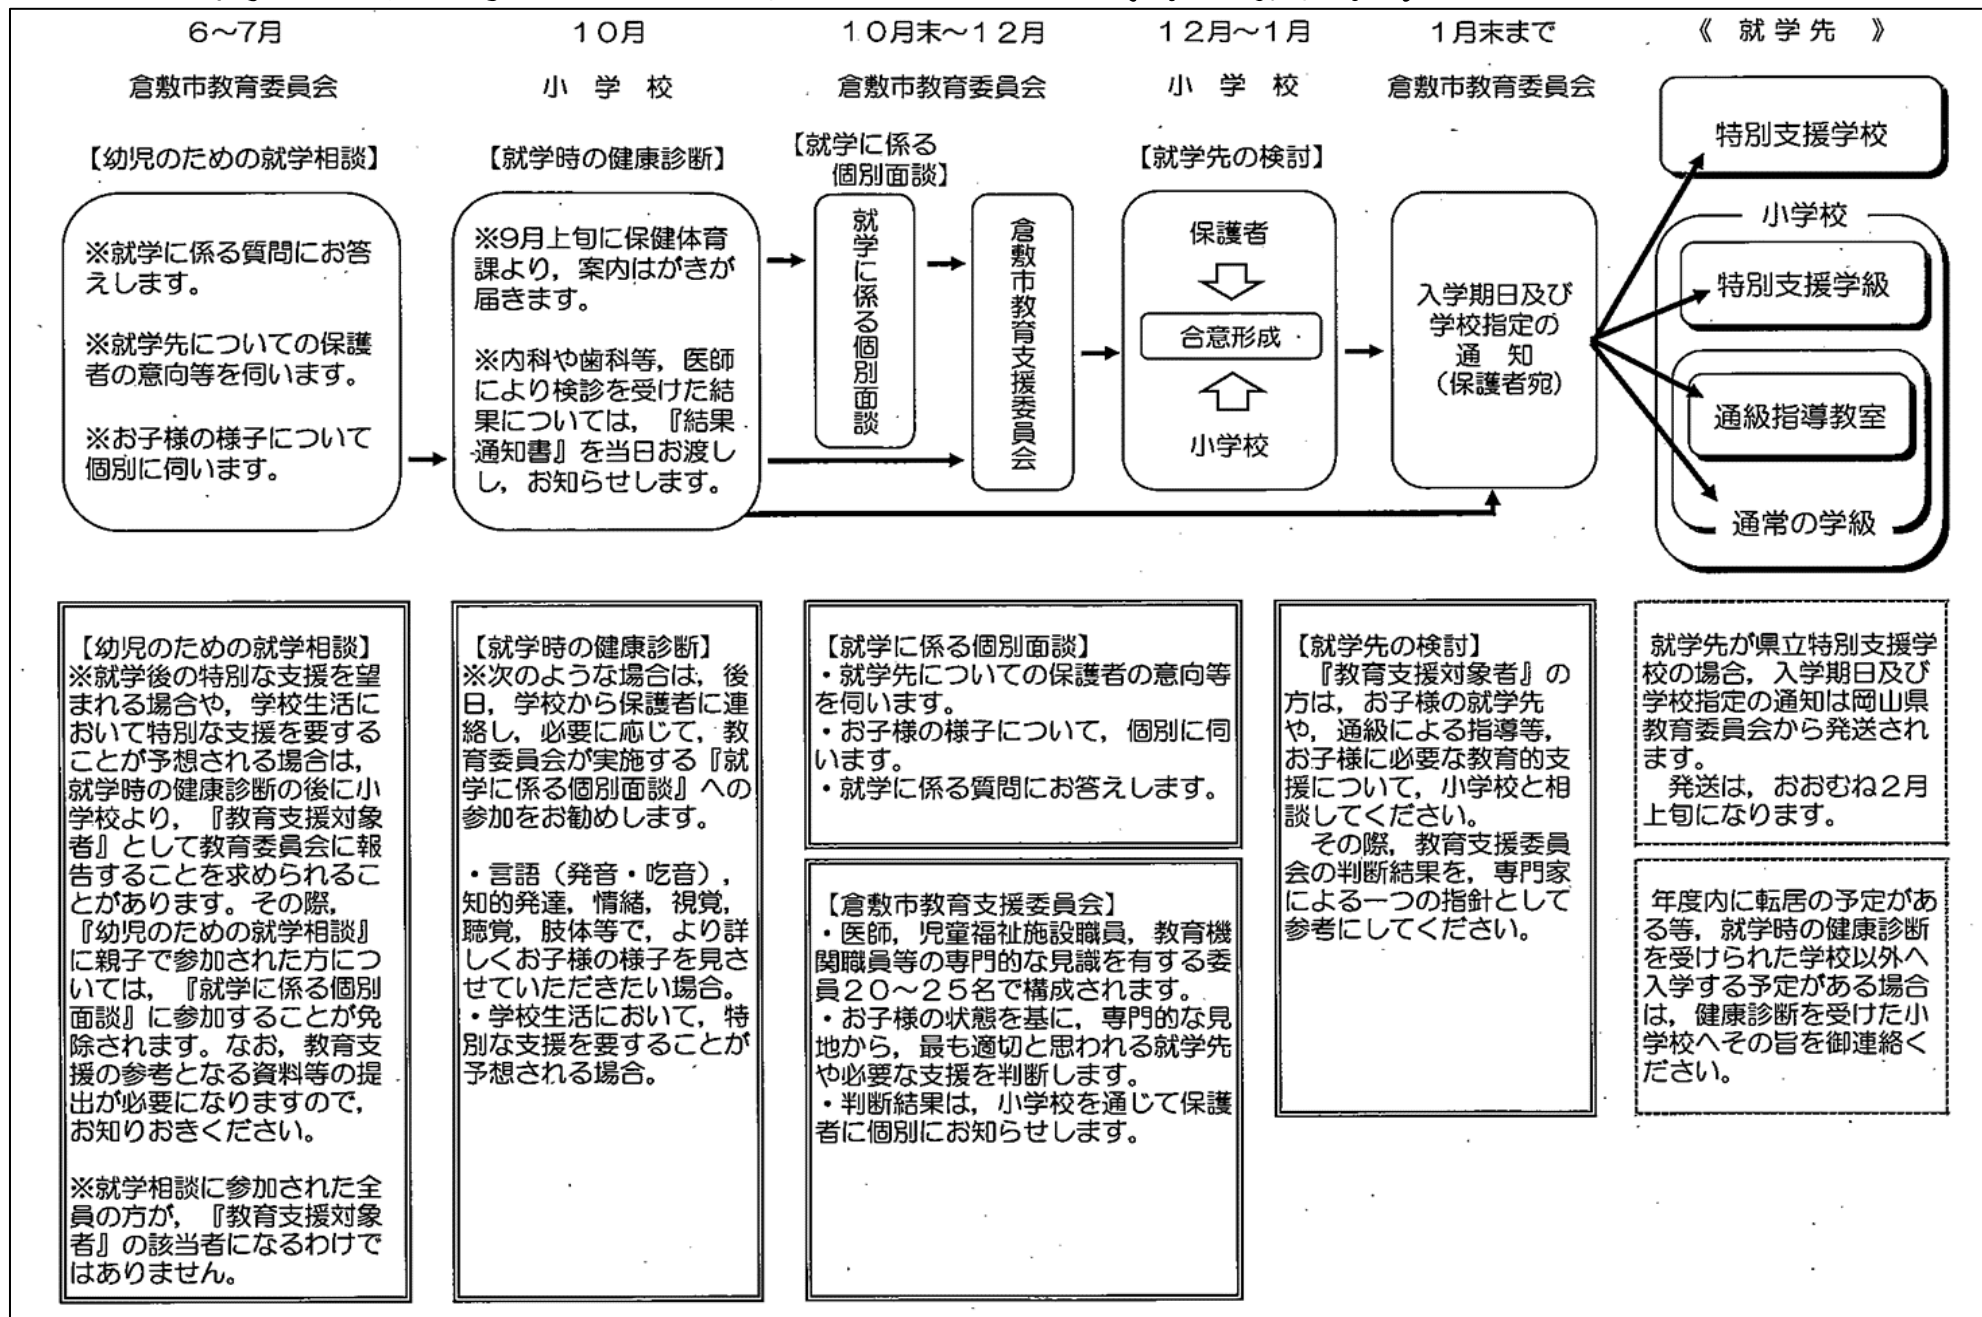 6～7月
倉敷市教育委員会
【幼児のための就学相談】
※就学に係る質問にお答
えします。
※就学先についての保護
者の意向等を伺います。
※お子様の様子について
個別に伺います。
10月
小 学 校
【就学時の健康診断】
※9月上旬に保健体育
課より，案内はがきが
届きます。
※内科や歯科等，医師
により検診を受けた結
果については，『結果
通知書』を当日お渡し
し，お知らせします。
10月末～12月
倉敷市教育委員会
【就学に係る
個別面談】
就学に係る個別面談
倉敷市教育支援委員会
12月～1月
小 学 校
【就学先の検討】
保護者
合意形成
小学校
1月末まで
倉敷市教育委員会
入学期日及び
学校指定の
通 知
（保護者宛）
《 就学先 》
特別支援学校
小学校
特別支援学級
通級指導教室
通常の学級
【幼児のための就学相談】
※就学後の特別な支援を望
まれる場合や，学校生活に
おいて特別な支援を要する
ことが予想される場合は，
就学時の健康診断の後に小
学校より，『教育支援対象
者』として教育委員会に報
告することを求められるこ
とがあります。その際，
『幼児のための就学相談』
に親子で参加された方につ
いては，『就学に係る個別
面談』に参加することが免
除されます。なお，教育支
援の参考となる資料等の提
出が必要になりますので，
お知りおきください。
※就学相談に参加された全
員の方が，『教育支援対象
者』の該当者になるわけで
はありません。
【就学時の健康診断】
※次のような場合は，後
日，学校から保護者に連
絡し，必要に応じて，教
育委員会が実施する『就
学に係る個別面談』への
参加をお勧めします。
・言語（発音・吃音），
知的発達，情緒，視覚，
聴覚，肢体等で，より詳
しくお子様の様子を見さ
せていただきたい場合。
・学校生活において，特
別な支援を要することが
予想される場合。
【就学に係る個別面談】
・就学先についての保護者の意向等
を伺います。
・お子様の様子について，個別に伺
います。
・就学に係る質問にお答えします。
【倉敷市教育支援委員会】
・医師，児童福祉施設職員，教育機
関職員等の専門的な見識を有する委
員20～25名で構成されます。
・お子様の状態を基に，専門的な見
地から，最も適切と思われる就学先
や必要な支援を判断します。
・判断結果は，小学校を通じて保護
者に個別にお知らせします。
【就学先の検討】
『教育支援対象者』の
方は，お子様の就学先
や，通級による指導等，
お子様に必要な教育的支
援について，小学校と相
談してください。
その際，教育支援委員
会の判断結果を，専門家
による一つの指針として
参考にしてください。
就学先が県立特別支援学
校の場合，入学期日及び
学校指定の通知は岡山県
教育委員会から発送され
ます。
発送は，おおむね2月
上旬になります。
年度内に転居の予定があ
る等，就学時の健康診断
を受けられた学校以外へ
入学する予定がある場合
は，健康診断を受けた小
学校へその旨を御連絡く
ださい。